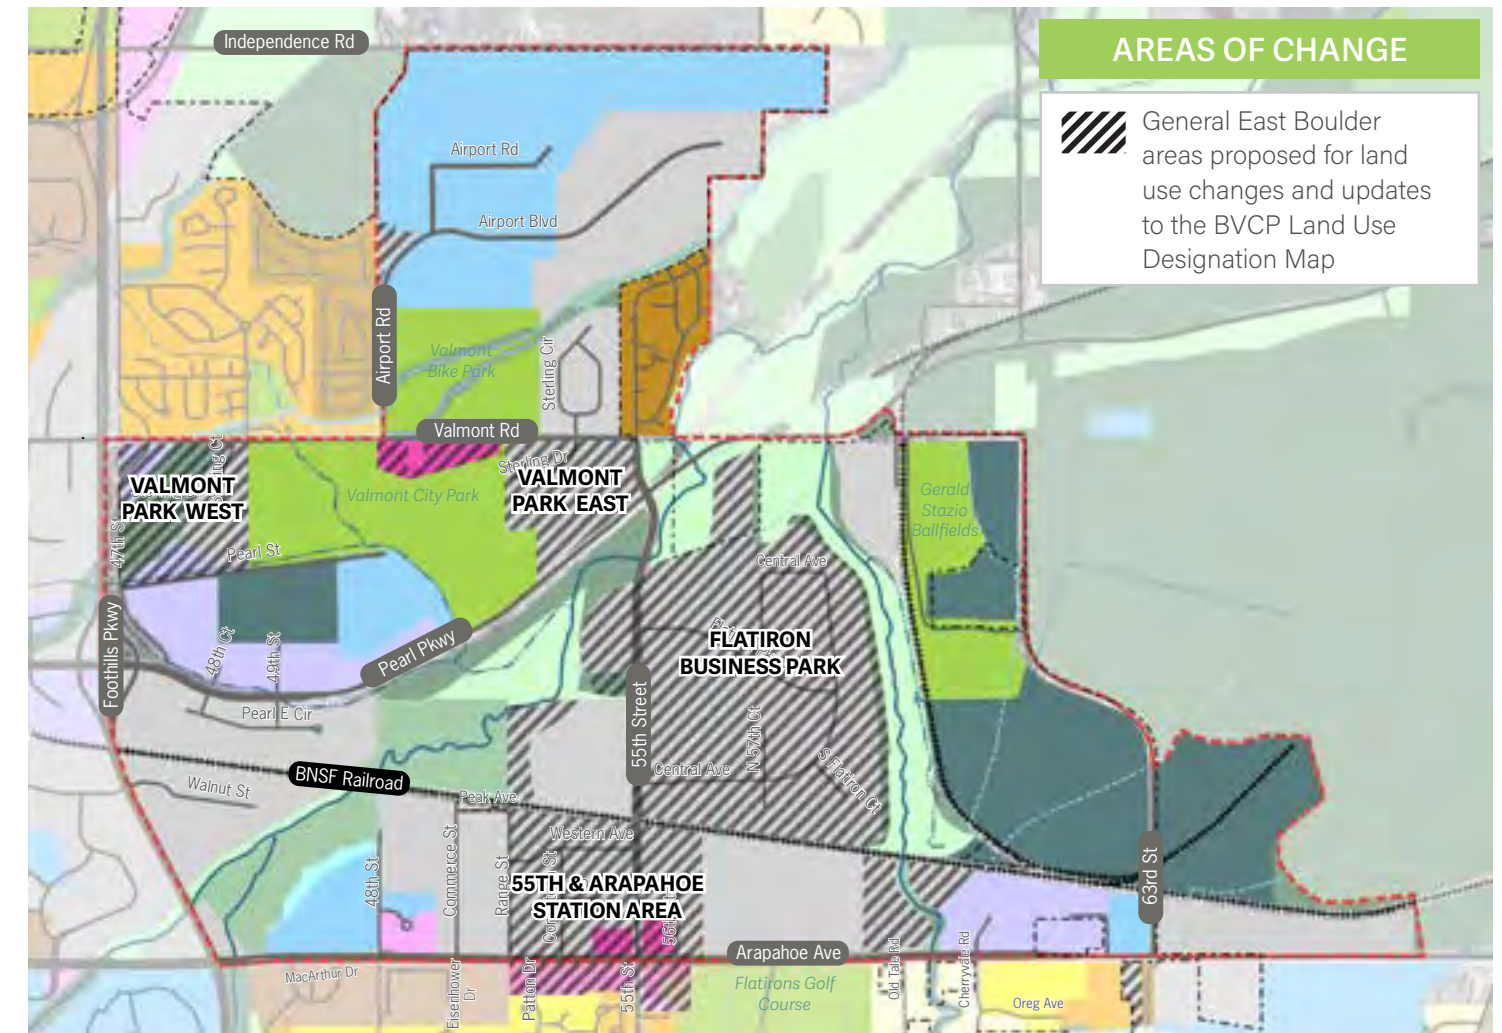 Independence Rd
AREAS OF CHANGE
General East Boulder
areas proposed for land
use changes and updates
to the BVCP Land Use
Designation Map
Airport Rd
Airport Blvd
Airport Rd
Valmont
Bike Park
Sterling Cir
Valmont Rd
Sterling Dr
VALMONT
PARK WEST
Valmont City Park
VALMONT
PARK EAST
Gerald
Stazio
Ballfields
47th St
Pearl St
Central Ave
Foothills Pkwy
48th Ct
49th St
Pearl Pkwy
FLATIRON
BUSINESS PARK
Pearl E Cir
55th Street
N 57th Ct
Central Ave
S Flatiron Ct
BNSF Railroad
Walnut St
Peak Ave
Western Ave
48th St
Commerce St
Range St
55TH & ARAPAHOE
STATION AREA
63rd St
Arapahoe Ave
MacArthur Dr
Eisenhower
Dr
Patton Dr
55th St
Flatirons Golf
Course
Old Tale Rd
Cherryvale Rd
Oreg Ave